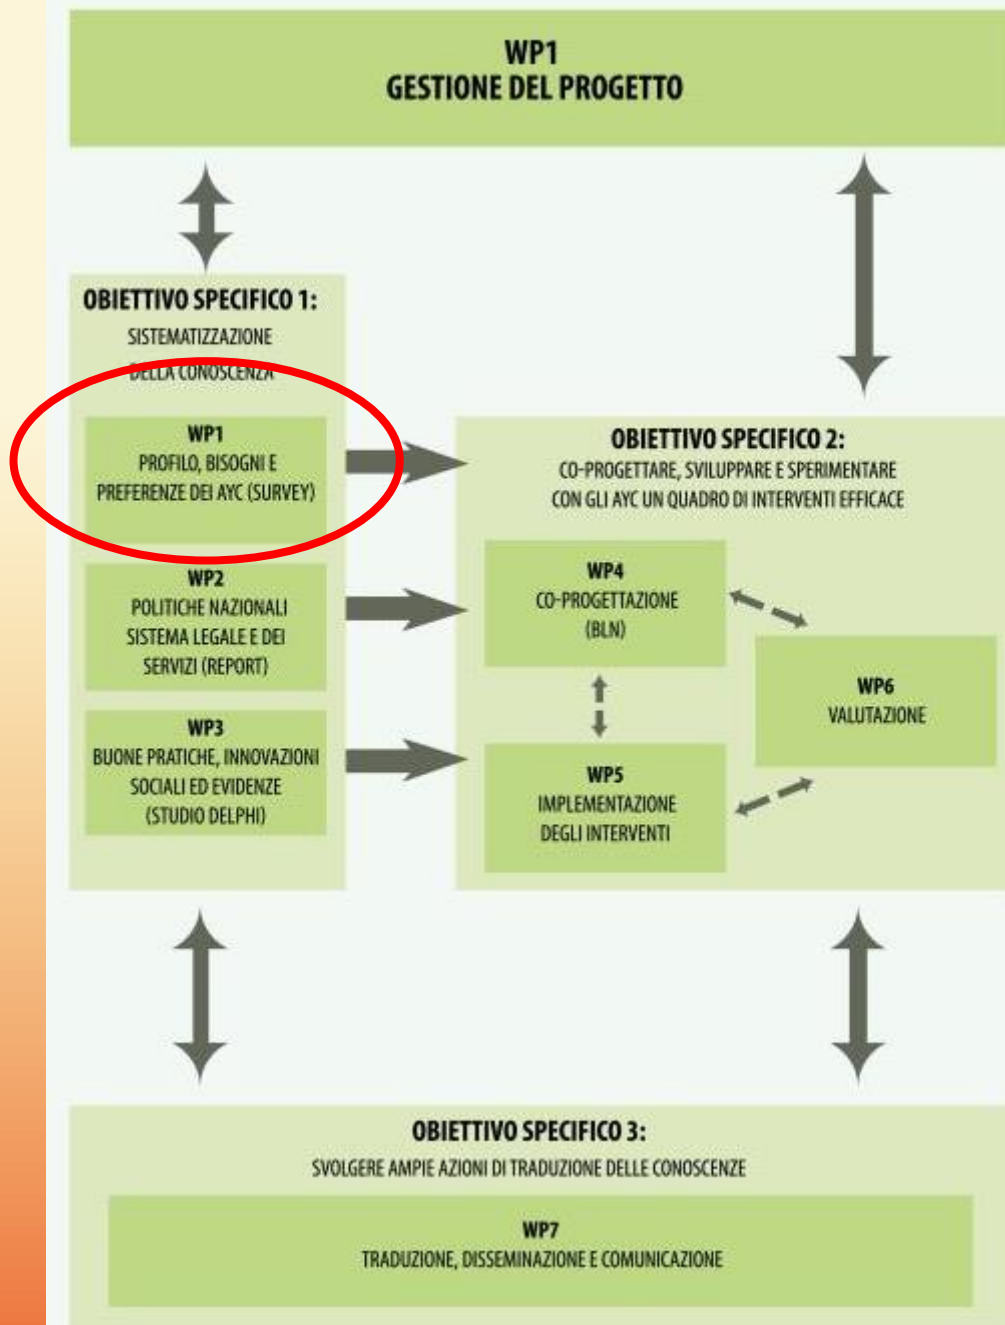 WP1
GESTIONE DEL PROGETTO
OBIETTIVO SPECIFICO 1:
SISTEMATIZZAZIONE
DELLA CONOSCENZA
WP1
PROFILO, BISOGNI E
PREFERENZE DEI AYC (SURVEY)
WP2
POLITICHE NAZIONALI
SISTEMA LEGALE E DEI
SERVIZI (REPORT)
WP3
BUONE PRATICHE, INNOVAZIONI
SOCIALI ED EVIDENZE
(STUDIO DELPHI)
OBIETTIVO SPECIFICO 2:
CO-PROGETTARE, SVILUPPARE E SPERIMENTARE
CON GLI AYC UN QUADRO DI INTERVENTI EFFICACE
WP4
CO-PROGETTAZIONE
(BLN)
WP5
IMPLEMENTAZIONE
DEGLI INTERVENTI
WP6
VALUTAZIONE
OBIETTIVO SPECIFICO 3:
SVOLGERE AMPIE AZIONI DI TRADUZIONE DELLE CONOSCENZE
WP7
TRADUZIONE, DISSEMINAZIONE E COMUNICAZIONE